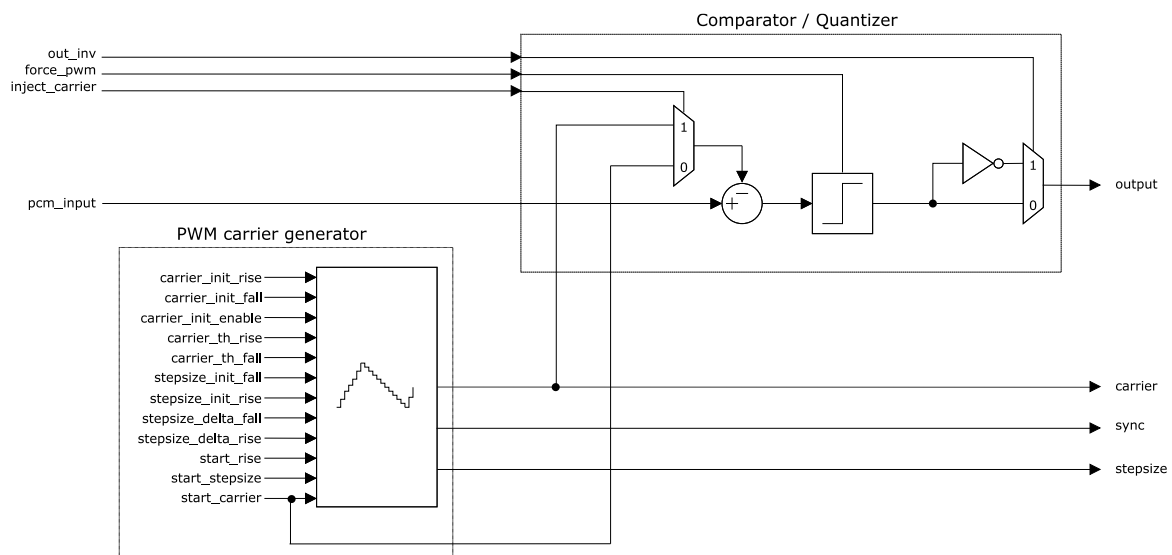 Comparator / Quantizer
out_inv
force_pwm
inject_carrier
1
0
1
0
pcm_input
output
PWM carrier generator
carrier_init_rise
carrier_init_fall
carrier_init_enable
carrier_th_rise
carrier_th_fall
stepsize_init_fall
stepsize_init_rise
stepsize_delta_fall
stepsize_delta_rise
start_rise
start_stepsize
start_carrier
carrier
sync
stepsize